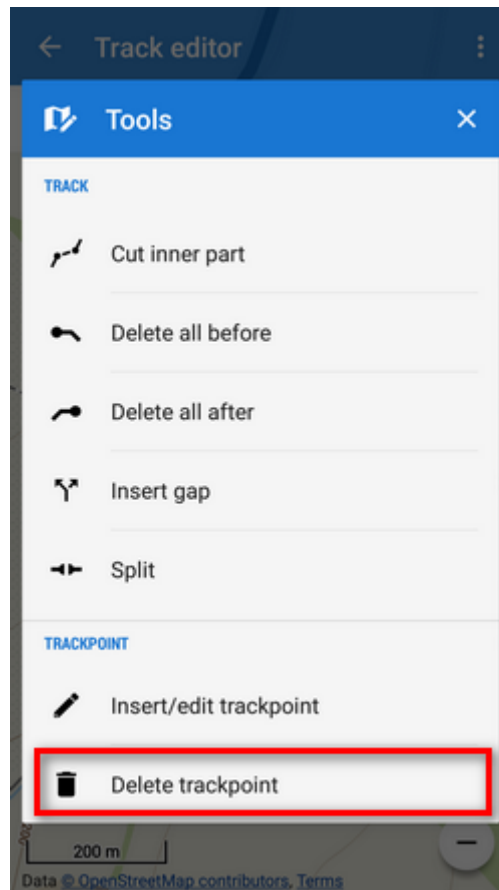 Track editor
Tools
TRACK
Cut inner part
Delete all before
Delete all after
Insert gap
Split
TRACKPOINT
Insert/edit trackpoint
Delete trackpoint
200 m
Data © OpenStreetMap contributors, Terms